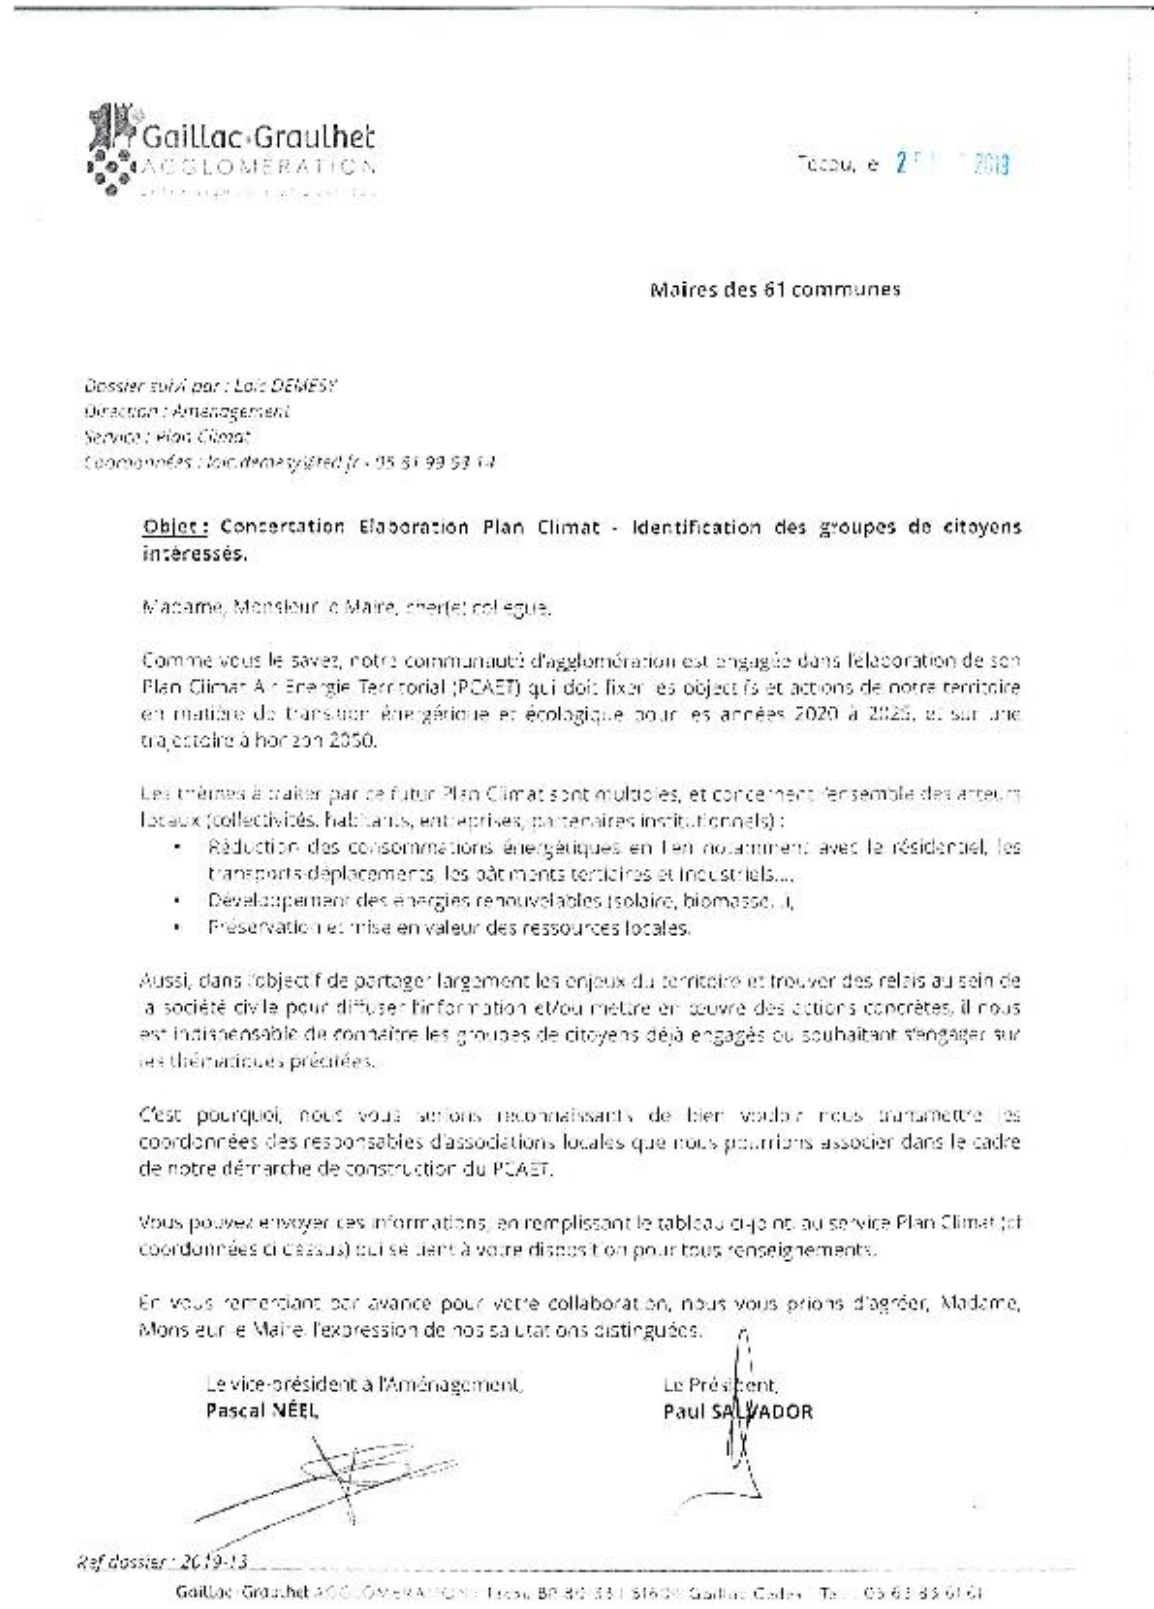 Gaillac-Graulhet
AGGLOMERATION
Técou, le 2 2019
Maires des 61 communes
Dossier suivi par : Loïc DEMESY
Direction : Aménagement
Service : Plan Climat
Coordonnées :
Objet : Concertation Elaboration Plan Climat - Identification des groupes de citoyens
intéressés.
Madame, Monsieur le Maire, cher(e) collègue,
Comme vous le savez, notre communauté d'agglomération est engagée dans l'élaboration de son
Plan Climat Air Energie Territorial (PCAET) qui doit fixer les objectifs et actions de notre territoire
en matière de transition énergétique et écologique pour les années 2020 à 2025, et sur une
trajectoire à horizon 2050.
Les thèmes à traiter par ce futur Plan Climat sont multiples, et concernent l'ensemble des acteurs
locaux (collectivités, habitants, entreprises, partenaires institutionnels) :
• Réduction des consommations énergétiques en lien notamment avec le résidentiel, les
transports-déplacements, les bâtiments tertiaires et industriels...,
• Développement des énergies renouvelables (solaire, biomasse...),
• Préservation et mise en valeur des ressources locales.
Aussi, dans l'objectif de partager largement les enjeux du territoire et trouver des relais au sein de
la société civile pour diffuser l'information et/ou mettre en œuvre des actions concrètes, il nous
est indispensable de connaître les groupes de citoyens déjà engagés ou souhaitant s'engager sur
les thématiques précitées.
C'est pourquoi, nous vous serions reconnaissants de bien vouloir nous transmettre les
coordonnées des responsables d'associations locales que nous pourrions associer dans le cadre
de notre démarche de construction du PCAET.
Vous pouvez envoyer ces informations, en remplissant le tableau ci-joint, au service Plan Climat (cf
coordonnées ci dessus) qui se tient à votre disposition pour tous renseignements.
En vous remerciant par avance pour votre collaboration, nous vous prions d'agréer, Madame,
Monsieur le Maire, l'expression de nos salutations distinguées.
Le vice-président à l'Aménagement,
Pascal NÉEL
Le Président,
Paul SALVADOR
Ref dossier : 2019-13
Gaillac-Graulhet AGGLOMERATION Técou BP 80 Gaillac Cedex Tél. 05 63 83 61 61